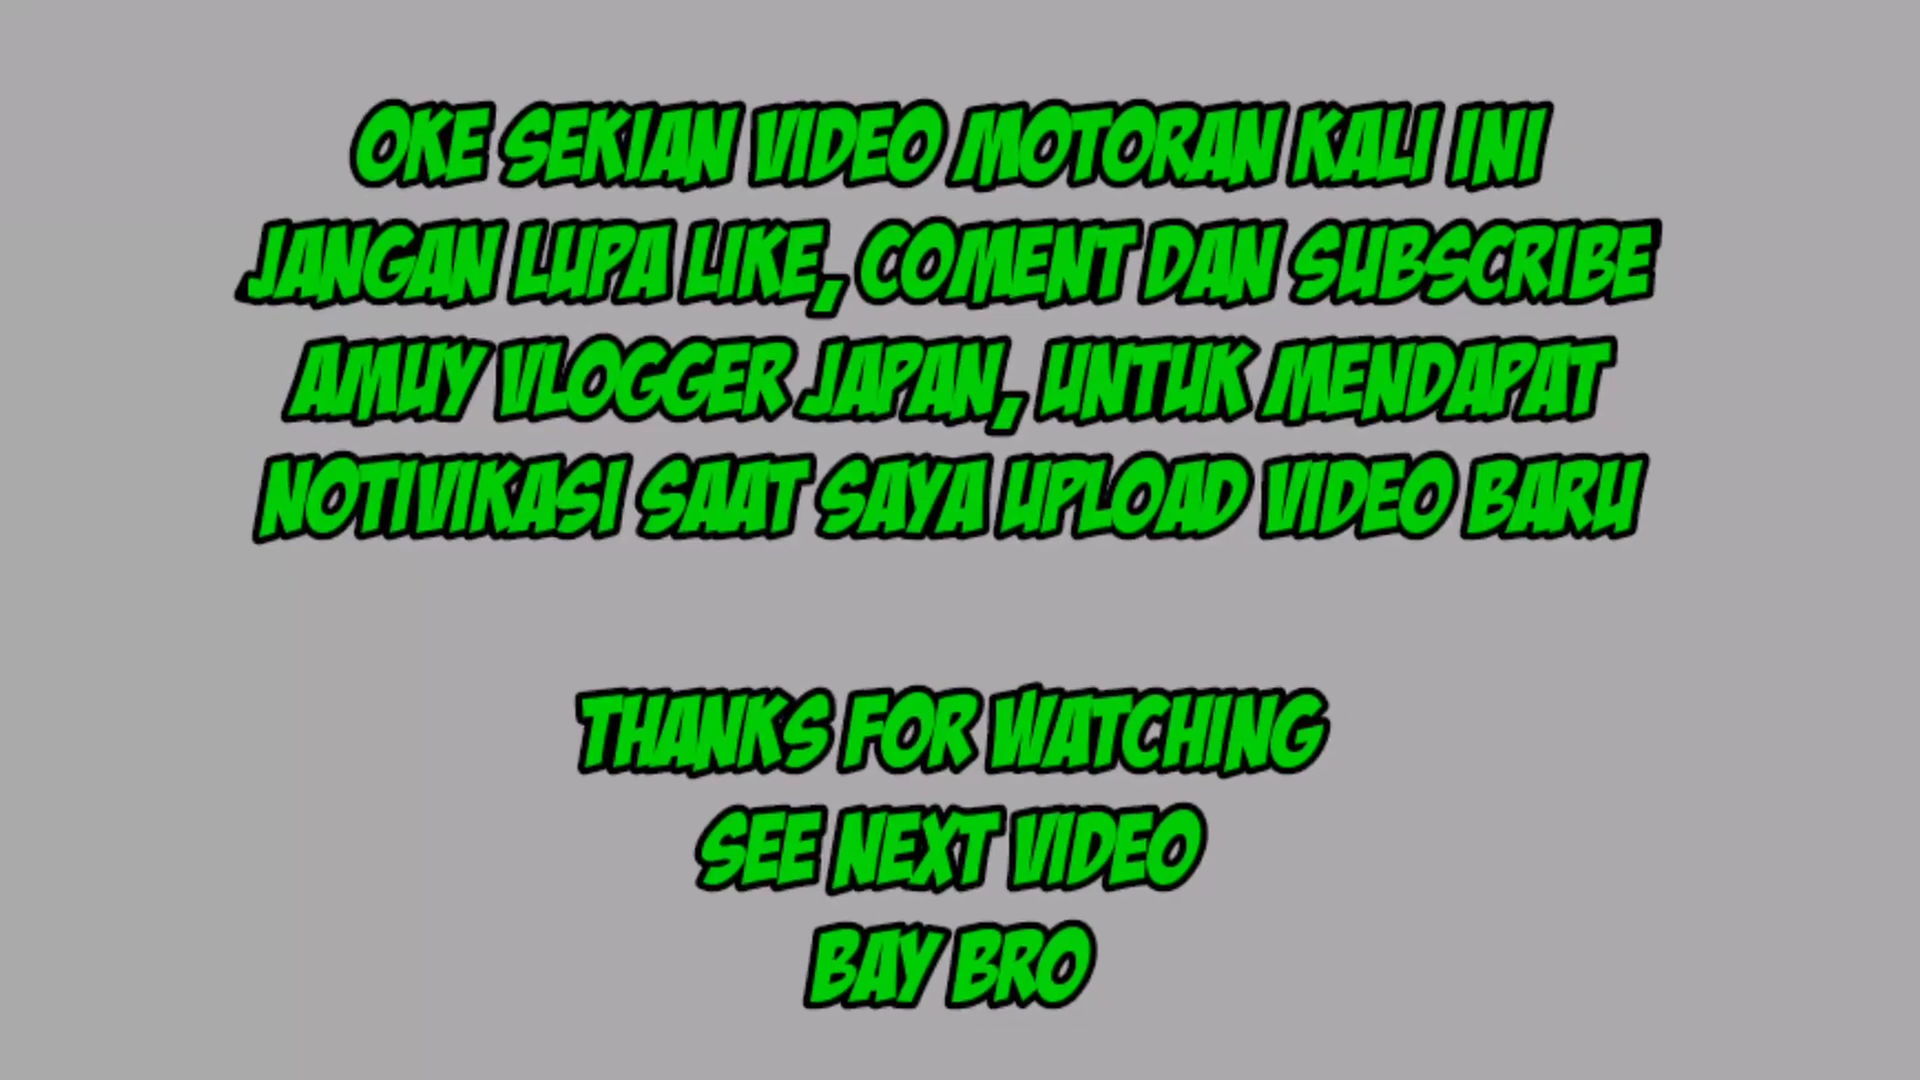 OKE SEKIAN VIDEO MOTORAN KALI INI
JANGAN LUPA LIKE, COMENT DAN SUBSCRIBE
AMUY VLOGGER JAPAN, UNTUK MENDAPAT
NOTIVIKASI SAAT SAYA UPLOAD VIDEO BARU
THANKS FOR WATCHING
SEE NEXT VIDEO
BAY BRO